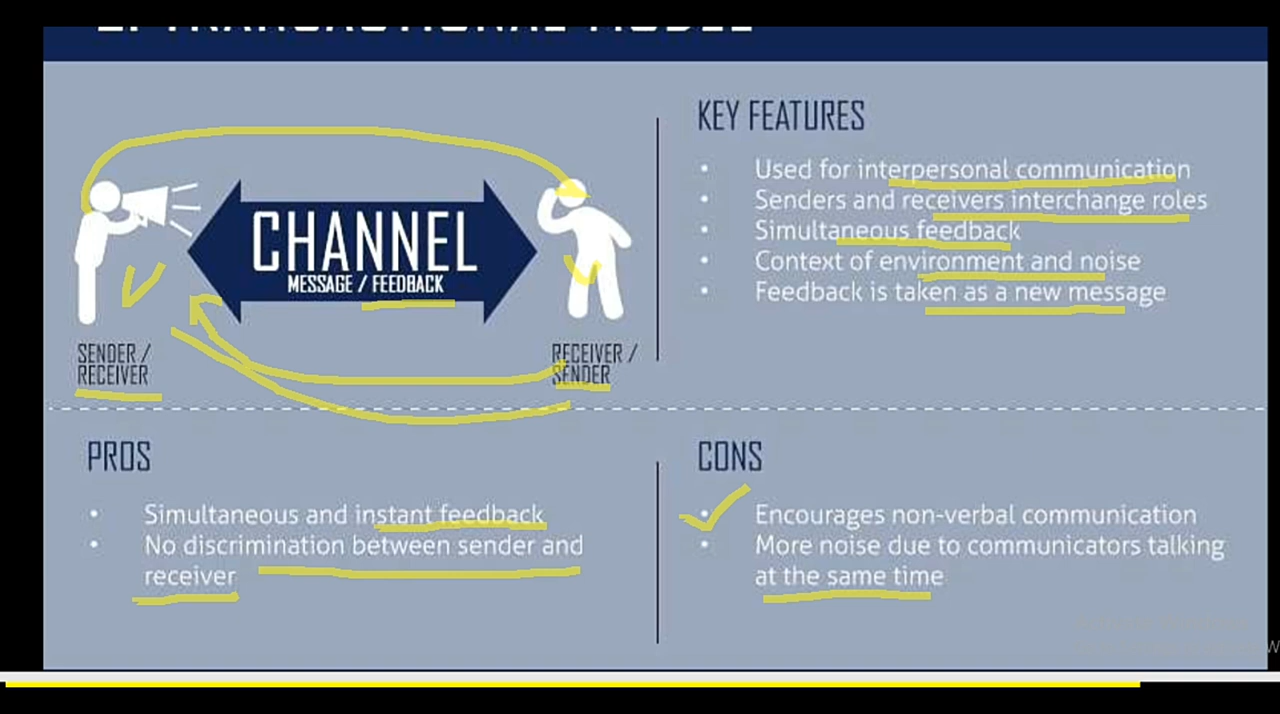 TRANSACTIONAL MODEL
KEY FEATURES
• Used for interpersonal communication
• Senders and receivers interchange roles
• Simultaneous feedback
• Context of environment and noise
• Feedback is taken as a new message
CHANNEL
MESSAGE / FEEDBACK
SENDER /
RECEIVER
RECEIVER /
SENDER
PROS
• Simultaneous and instant feedback
• No discrimination between sender and
receiver
CONS
• Encourages non-verbal communication
• More noise due to communicators talking
at the same time